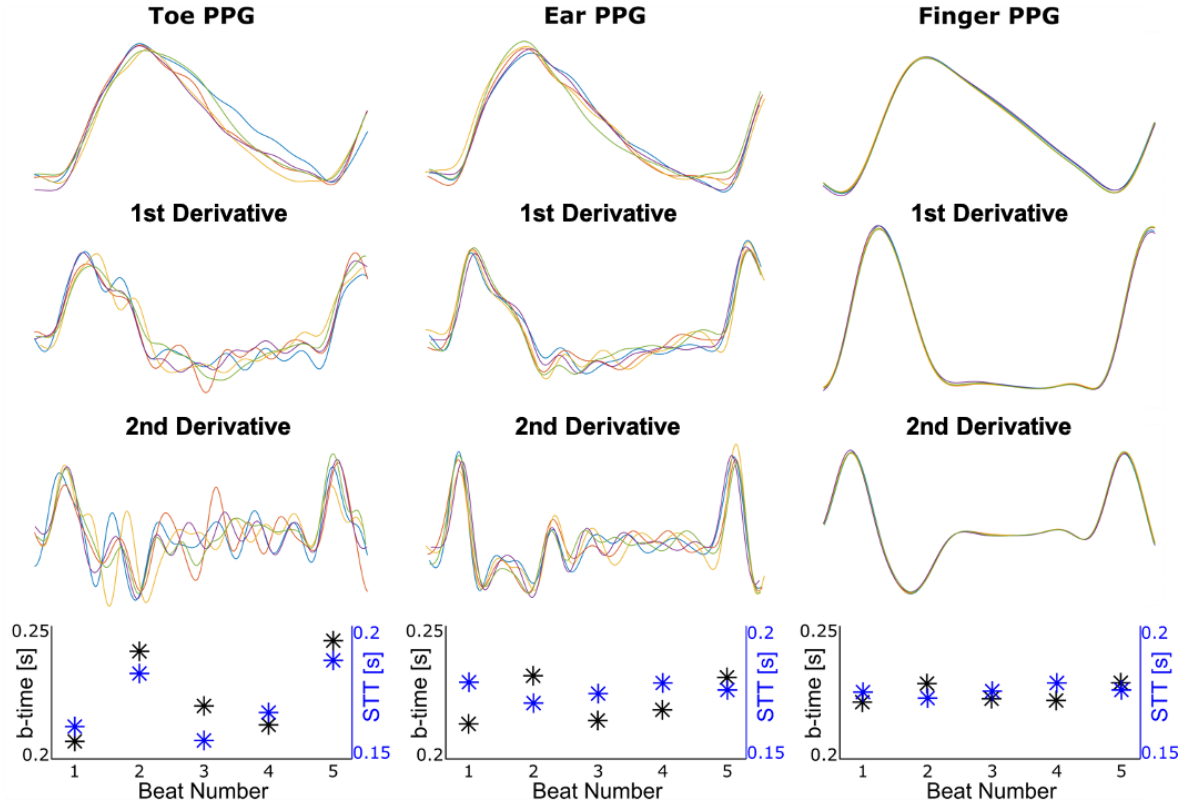 Toe PPG
Ear PPG
Finger PPG
1st Derivative
1st Derivative
1st Derivative
2nd Derivative
2nd Derivative
2nd Derivative
0.25
0.2
b-time [s]
0.2
0.15
STT [s]
1 2 3 4 5
Beat Number
0.25
0.2
b-time [s]
0.2
0.15
STT [s]
1 2 3 4 5
Beat Number
0.25
0.2
b-time [s]
0.2
0.15
STT [s]
1 2 3 4 5
Beat Number